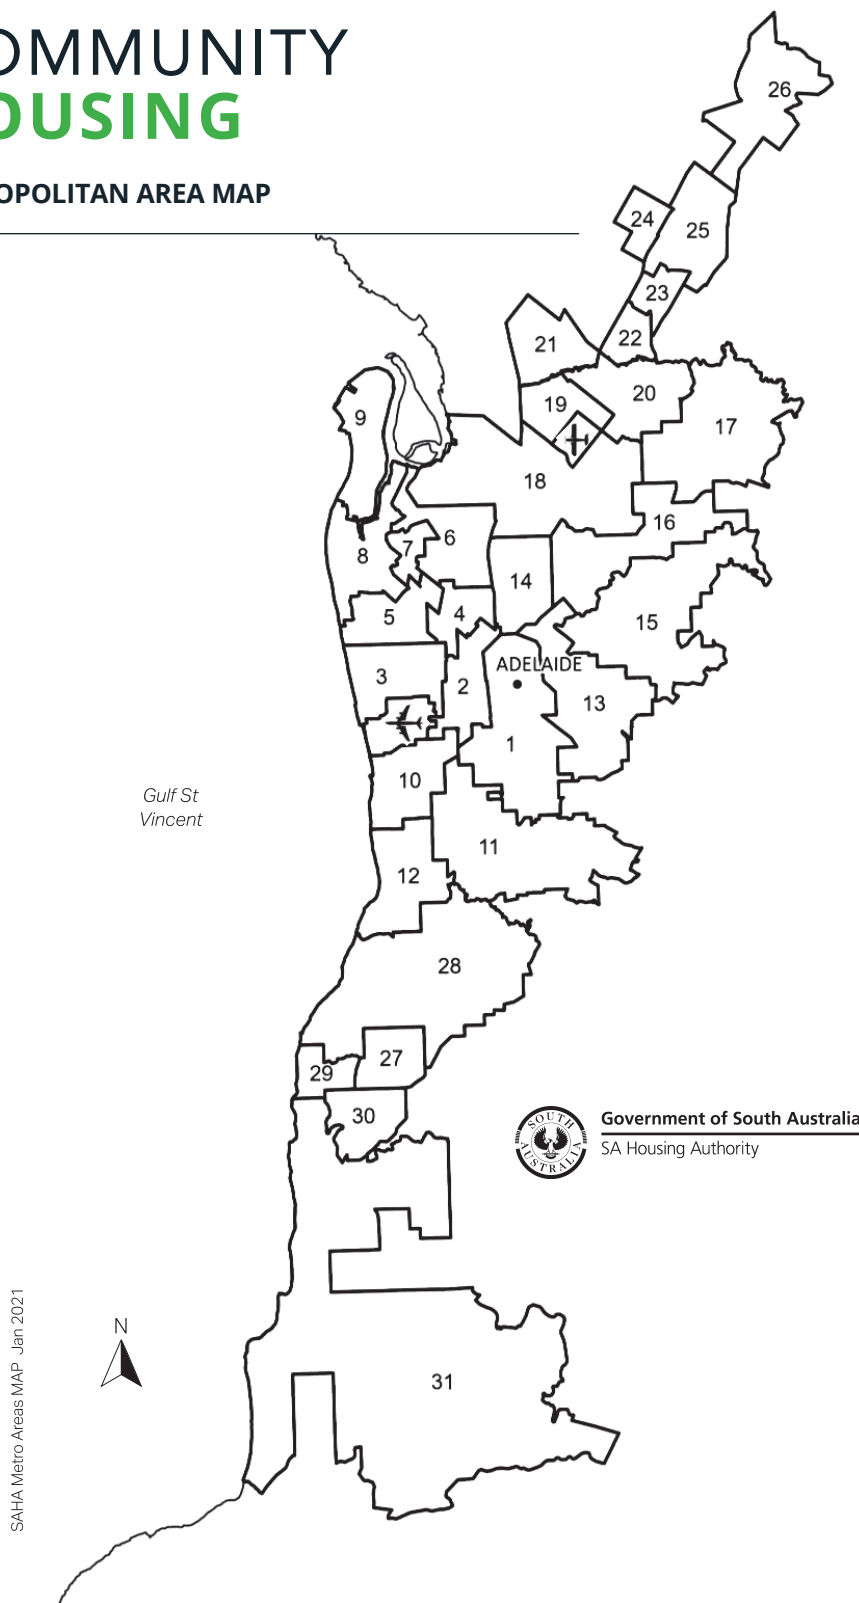 OMMUNITY
OUSING
OPOLITAN AREA MAP
26
24
25
23
22
21
20
19
9
17
18
16
6
7
8
14
5
4
15
ADELAIDE
3
2
13
1
10
Gulf St
Vincent
11
12
28
27
29
30
SOUTH
AUSTRALIA
Government of South Australia
SA Housing Authority
N
31
SAHA Metro Areas MAP Jan 2021